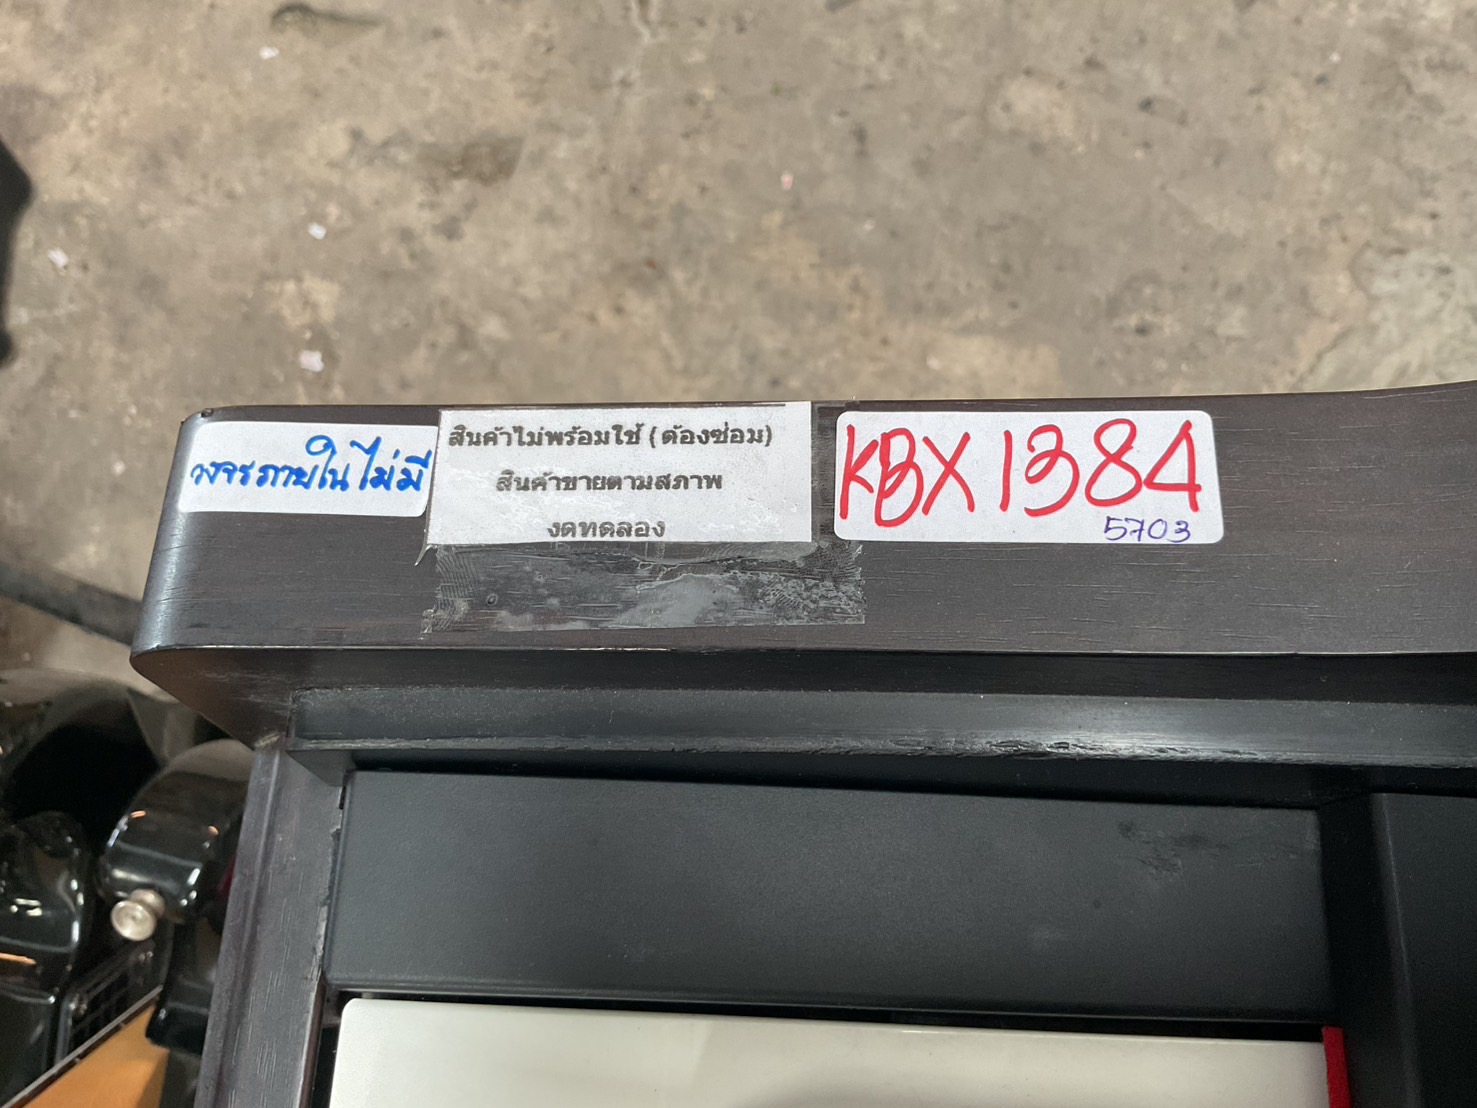 วงจรภายในไม่มี
สินค้าไม่พร้อมใช้ (ต้องซ่อม)
สินค้าขายตามสภาพ
งดทดลอง
KBX 1384
5703